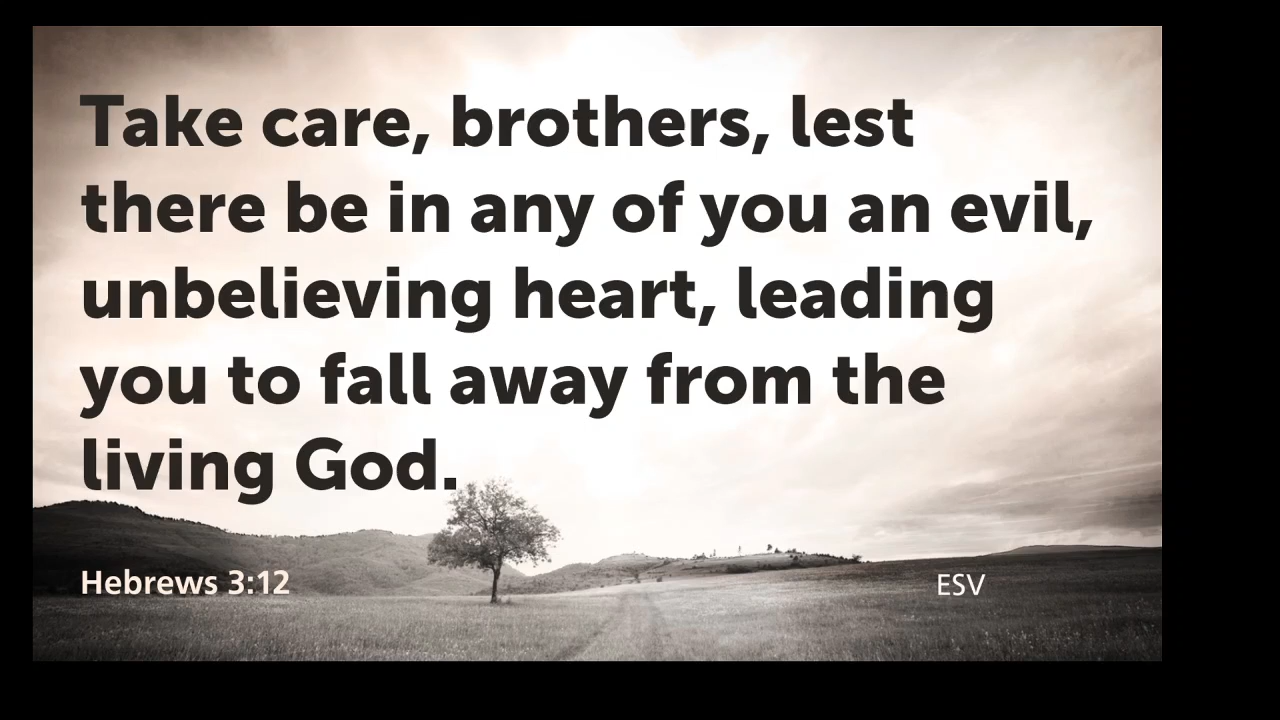 Take care, brothers, lest
there be in any of you an evil,
unbelieving heart, leading
you to fall away from the
living God.
Hebrews 3:12
ESV